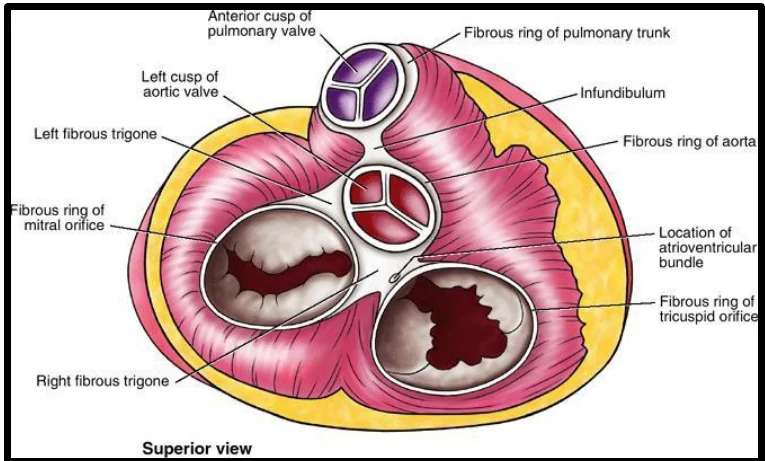 Anterior cusp of
pulmonary valve
Fibrous ring of pulmonary trunk
Left cusp of
aortic valve
Infundibulum
Left fibrous trigone
Fibrous ring of aorta
Fibrous ring of
mitral orifice
Location of
atrioventricular
bundle
Fibrous ring of
tricuspid orifice
Right fibrous trigone
Superior view